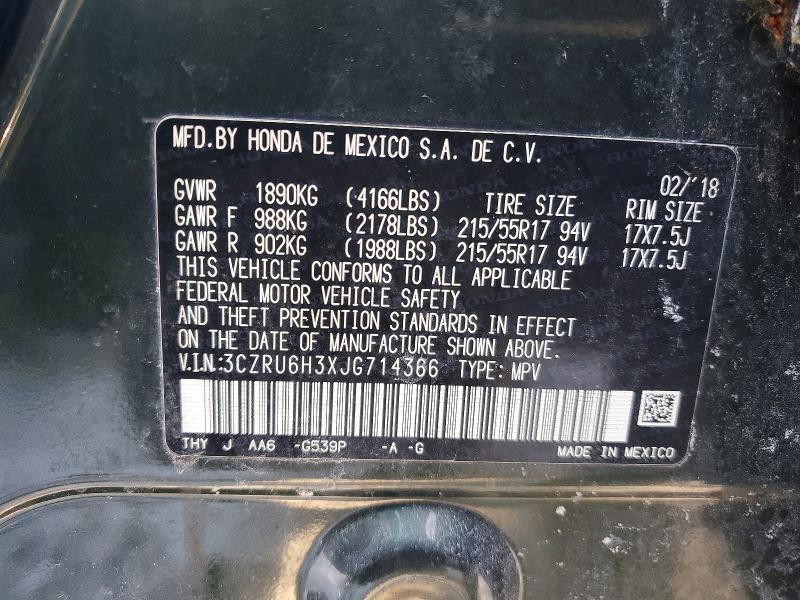 MFD.BY HONDA DE MEXICO S.A. DE C.V.
02/'18
GVWR 1890KG (4166LBS) TIRE SIZE RIM SIZE
GAWR F 988KG (2178LBS) 215/55R17 94V 17X7.5J
GAWR R 902KG (1988LBS) 215/55R17 94V 17X7.5J
THIS VEHICLE CONFORMS TO ALL APPLICABLE
FEDERAL MOTOR VEHICLE SAFETY
AND THEFT PREVENTION STANDARDS IN EFFECT
ON THE DATE OF MANUFACTURE SHOWN ABOVE.
V.I.N:3CZRU6H3XJG714366 TYPE: MPV
THY J AA6 -G539P -A -G
MADE IN MEXICO